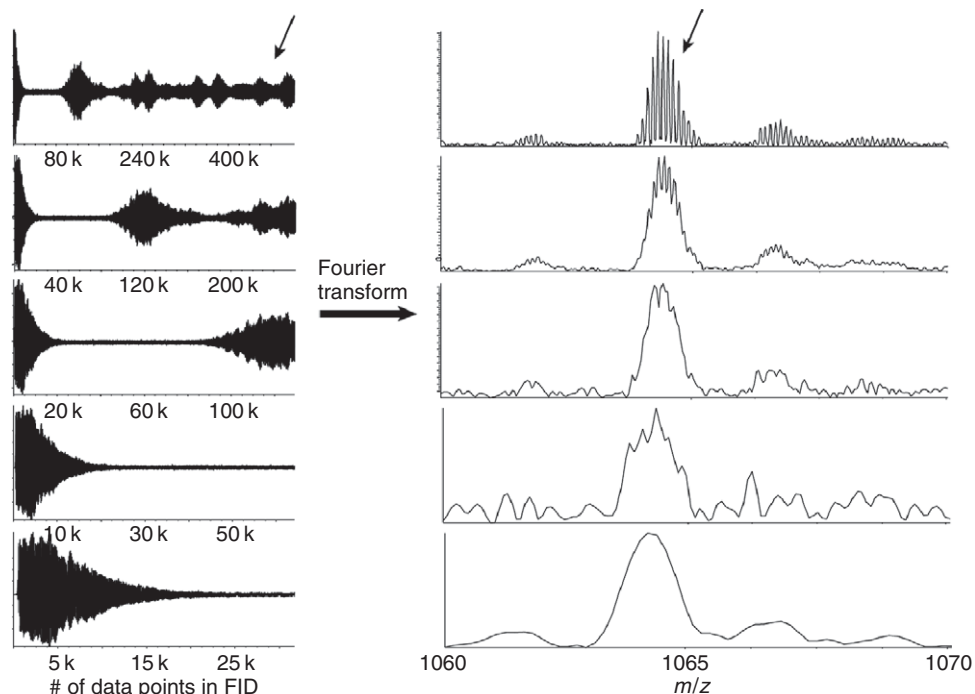 80 k 240 k 400 k
40 k 120 k 200 k
Fourier
transform
20 k 60 k 100 k
10 k 30 k 50 k
5 k 15 k 25 k
# of data points in FID
1060 1065 1070
m/z